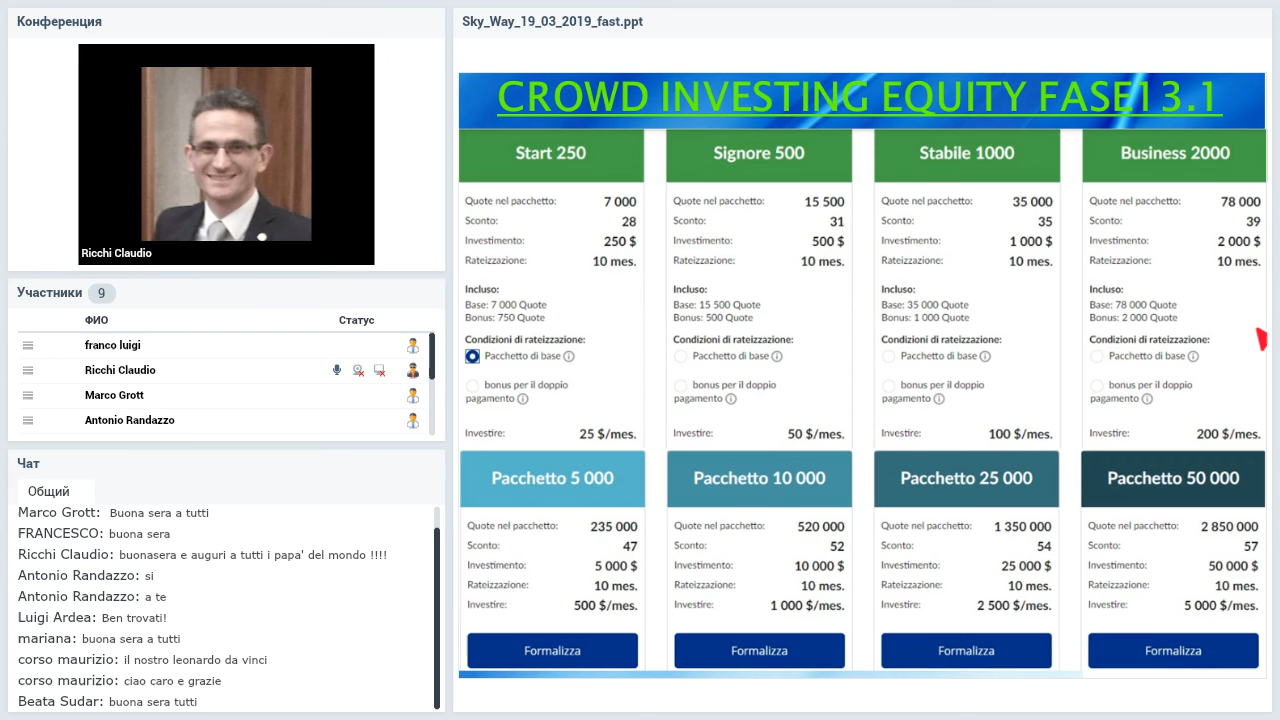 Конференция
Ricchi Claudio
Участники 9
ФИО Статус
franco luigi
Ricchi Claudio
Marco Grott
Antonio Randazzo
Чат
Общий
Marco Grott: Buona sera a tutti
FRANCESCO: buona sera
Ricchi Claudio: buonasera e auguri a tutti i papa' del mondo !!!!
Antonio Randazzo: si
Antonio Randazzo: a te
Luigi Ardea: Ben trovati!
mariana: buona sera a tutti
corso maurizio: il nostro leonardo da vinci
corso maurizio: ciao caro e grazie
Beata Sudar: buona sera tutti
Sky_Way_19_03_2019_fast.ppt
CROWD INVESTING EQUITY FASE13.1
Start 250
Quote nel pacchetto: 7 000
Sconto: 28
Investimento: 250 $
Rateizzazione: 10 mes.
Incluso:
Base: 7 000 Quote
Bonus: 750 Quote
Condizioni di rateizzazione:
Pacchetto di base
bonus per il doppio
pagamento
Investire: 25 $/mes.
Signore 500
Quote nel pacchetto: 15 500
Sconto: 31
Investimento: 500 $
Rateizzazione: 10 mes.
Incluso:
Base: 15 500 Quote
Bonus: 500 Quote
Condizioni di rateizzazione:
Pacchetto di base
bonus per il doppio
pagamento
Investire: 50 $/mes.
Stabile 1000
Quote nel pacchetto: 35 000
Sconto: 35
Investimento: 1 000 $
Rateizzazione: 10 mes.
Incluso:
Base: 35 000 Quote
Bonus: 1 000 Quote
Condizioni di rateizzazione:
Pacchetto di base
bonus per il doppio
pagamento
Investire: 100 $/mes.
Business 2000
Quote nel pacchetto: 78 000
Sconto: 39
Investimento: 2 000 $
Rateizzazione: 10 mes.
Incluso:
Base: 78 000 Quote
Bonus: 2 000 Quote
Condizioni di rateizzazione:
Pacchetto di base
bonus per il doppio
pagamento
Investire: 200 $/mes.
Pacchetto 5 000
Quote nel pacchetto: 235 000
Sconto: 47
Investimento: 5 000 $
Rateizzazione: 10 mes.
Investire: 500 $/mes.
Formalizza
Pacchetto 10 000
Quote nel pacchetto: 520 000
Sconto: 52
Investimento: 10 000 $
Rateizzazione: 10 mes.
Investire: 1 000 $/mes.
Formalizza
Pacchetto 25 000
Quote nel pacchetto: 1 350 000
Sconto: 54
Investimento: 25 000 $
Rateizzazione: 10 mes.
Investire: 2 500 $/mes.
Formalizza
Pacchetto 50 000
Quote nel pacchetto: 2 850 000
Sconto: 57
Investimento: 50 000 $
Rateizzazione: 10 mes.
Investire: 5 000 $/mes.
Formalizza